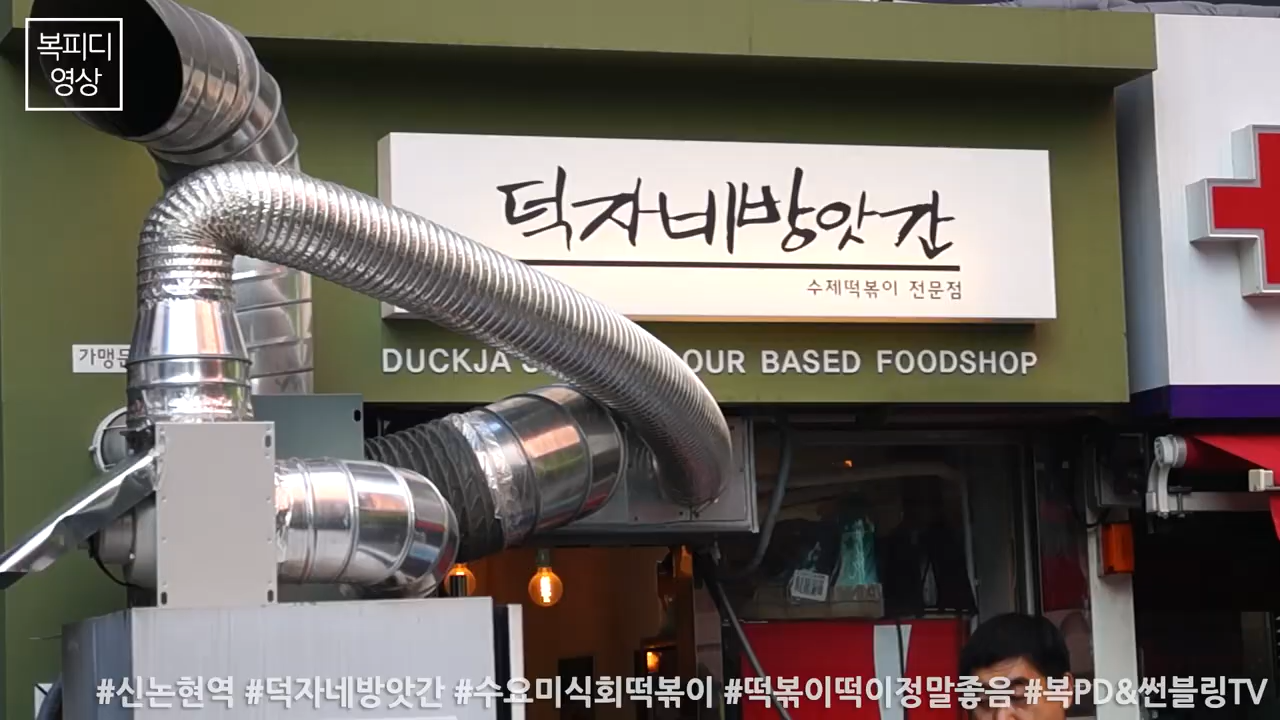 복피디
영상
덕자네방앗간
수제떡볶이 전문점
가맹문
DUCKJA OUR BASED FOODSHOP
#신논현역 #덕자네방앗간 #수요미식회떡볶이 #떡볶이떡이정말좋음 #복PD&썬블링TV